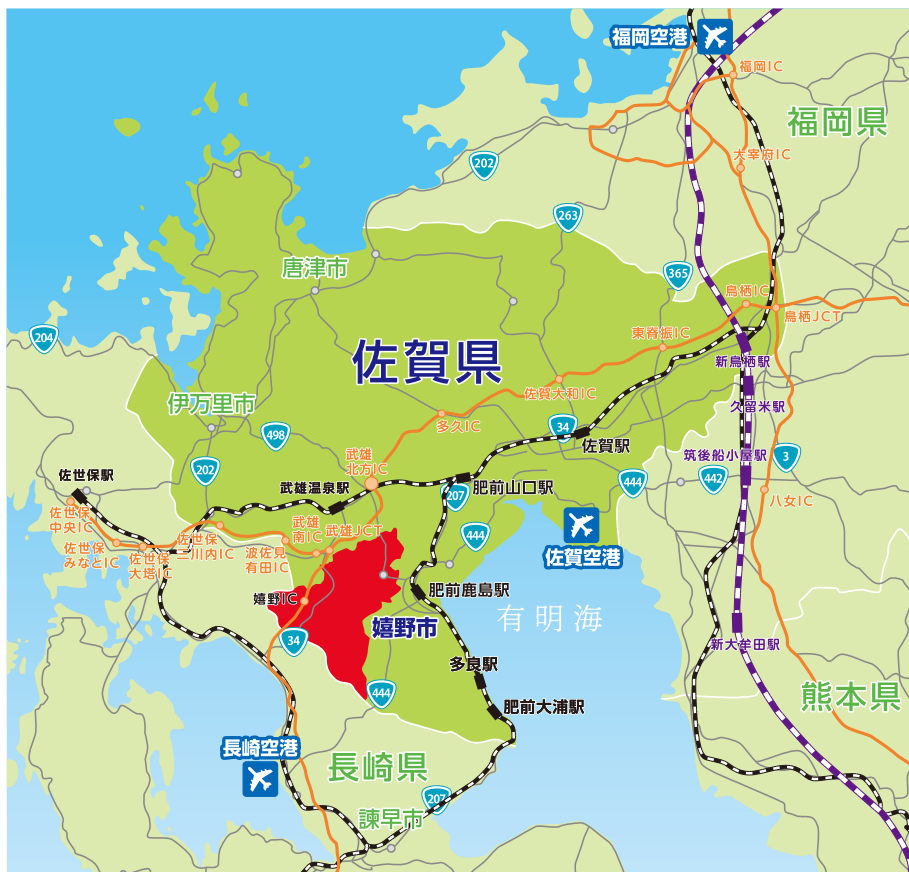 福岡空港
福岡IC
福岡県
大宰府IC
202
263
365
唐津市
鳥栖IC
鳥栖JCT
204
東脊振IC
新鳥栖駅
佐賀県
佐賀大和IC
久留米駅
伊万里市
多久IC
34
佐賀駅
498
武雄
北方IC
筑後船小屋駅
3
202
佐世保駅
武雄温泉駅
肥前山口駅
444
442
207
八女IC
佐世保
中央IC
佐世保
みなとIC
佐世保
大塔IC
佐世保
三川内IC
波佐見
有田IC
武雄
南IC
武雄JCT
444
佐賀空港
嬉野IC
肥前鹿島駅
有明海
嬉野市
34
新大牟田駅
多良駅
444
肥前大浦駅
熊本県
長崎空港
長崎県
207
諫早市